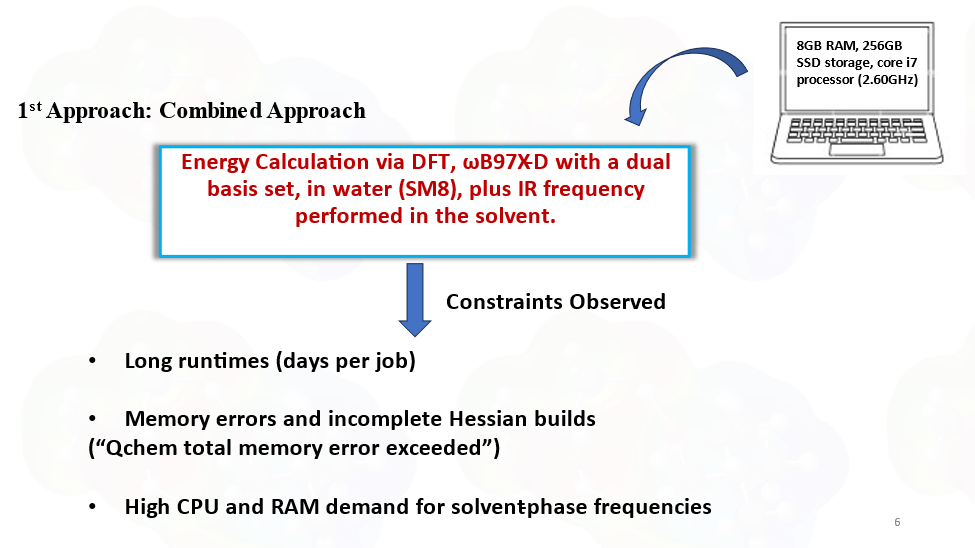 8GB RAM, 256GB
SSD storage, core i7
processor (2.60GHz)
1st Approach: Combined Approach
Energy Calculation via DFT, ωB97X-D with a dual
basis set, in water (SM8), plus IR frequency
performed in the solvent.
Constraints Observed
• Long runtimes (days per job)
• Memory errors and incomplete Hessian builds
(“Qchem total memory error exceeded”)
• High CPU and RAM demand for solvent-phase frequencies
6